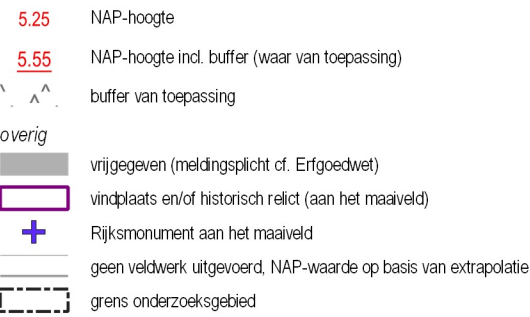 5.25 NAP-hoogte
5.55 NAP-hoogte incl. buffer (waar van toepassing)
buffer van toepassing
overig
vrijgegeven (meldingsplicht cf. Erfgoedwet)
vindplaats en/of historisch relict (aan het maaiveld)
Rijksmonument aan het maaiveld
geen veldwerk uitgevoerd, NAP-waarde op basis van extrapolatie
grens onderzoeksgebied